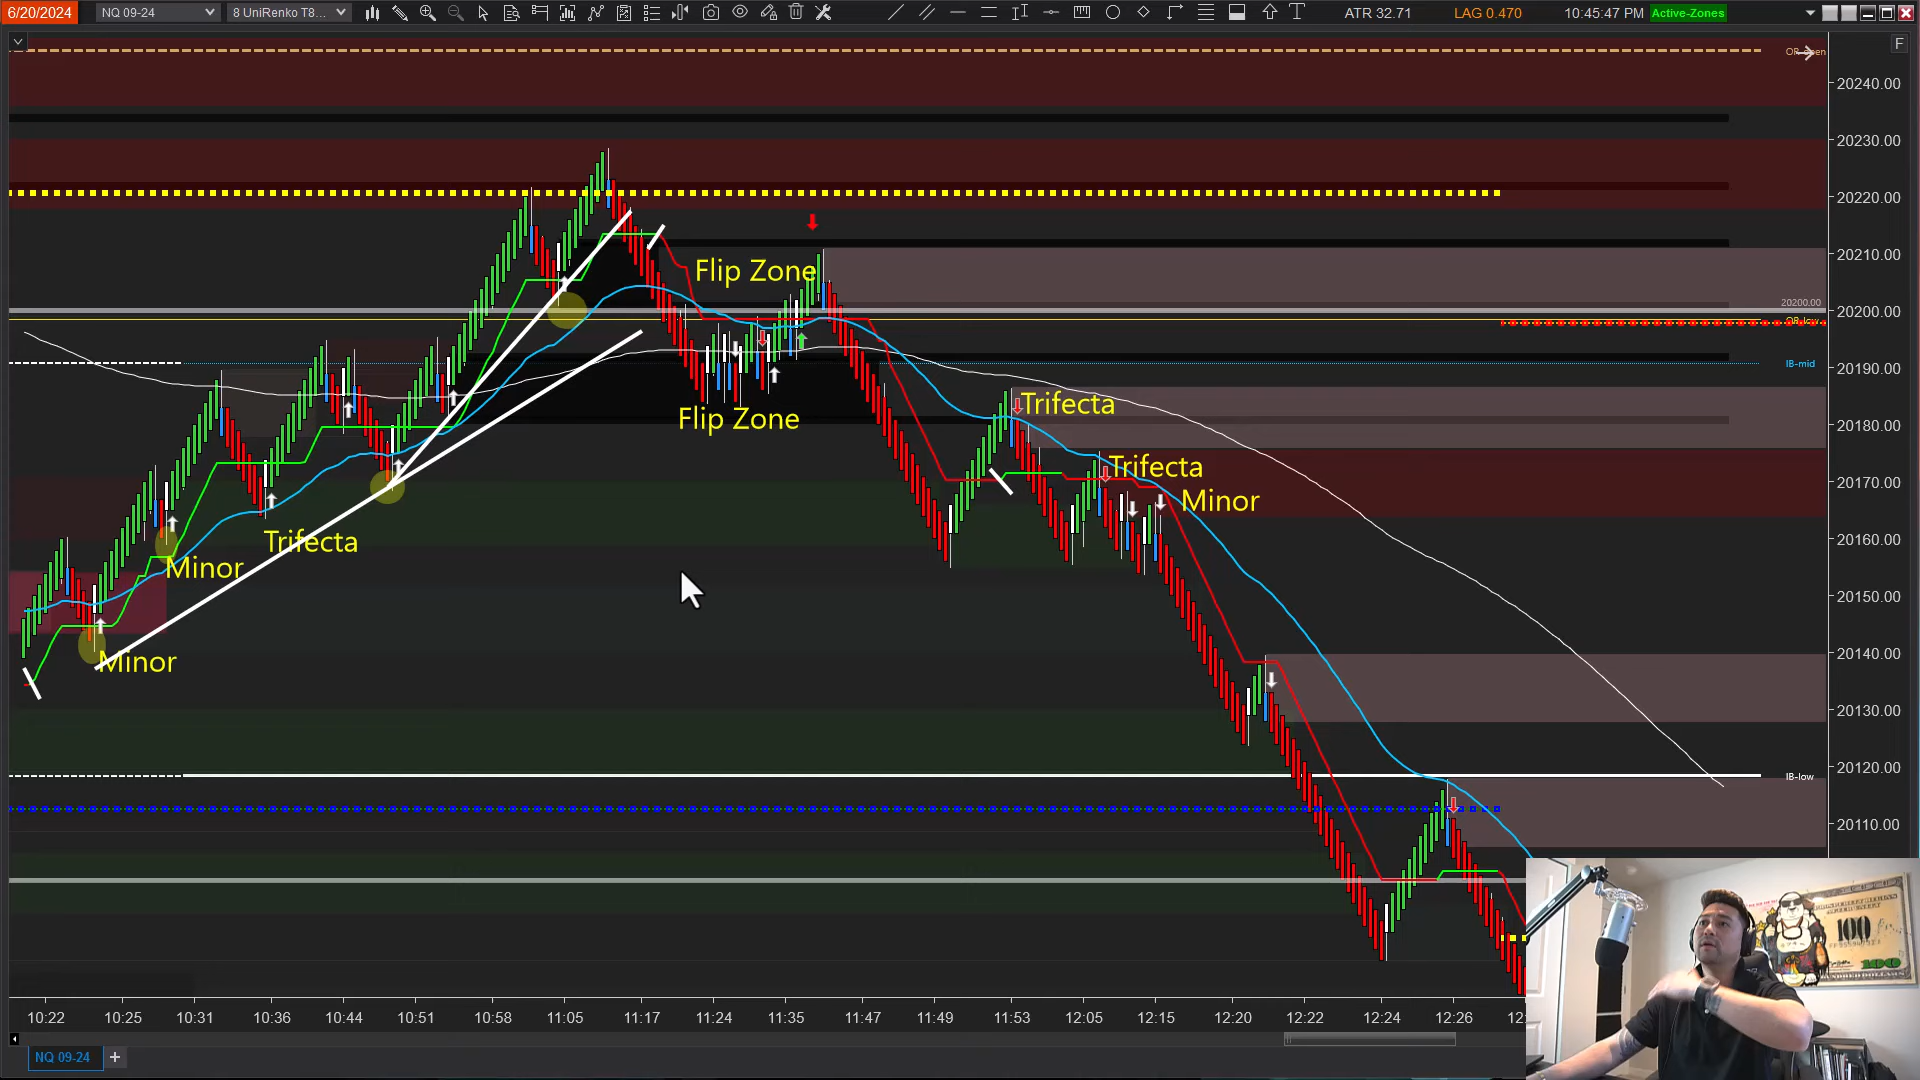 6/20/2024
NQ 09-24
8 UniRenko T8...
ATR 32.71
LAG 0.470
10:45:47 PM
Active-Zones
F
20240.00
20230.00
20220.00
20210.00
20200.00
20200.00
20190.00
IB-mid
20180.00
20170.00
20160.00
20150.00
20140.00
20130.00
20120.00
IB-low
20110.00
Flip Zone
Flip Zone
Trifecta
Trifecta
Minor
Trifecta
Minor
Minor
100
10:22
10:25
10:31
10:36
10:44
10:51
10:58
11:05
11:17
11:24
11:35
11:47
11:49
11:53
12:05
12:15
12:20
12:22
12:24
12:26
NQ 09-24